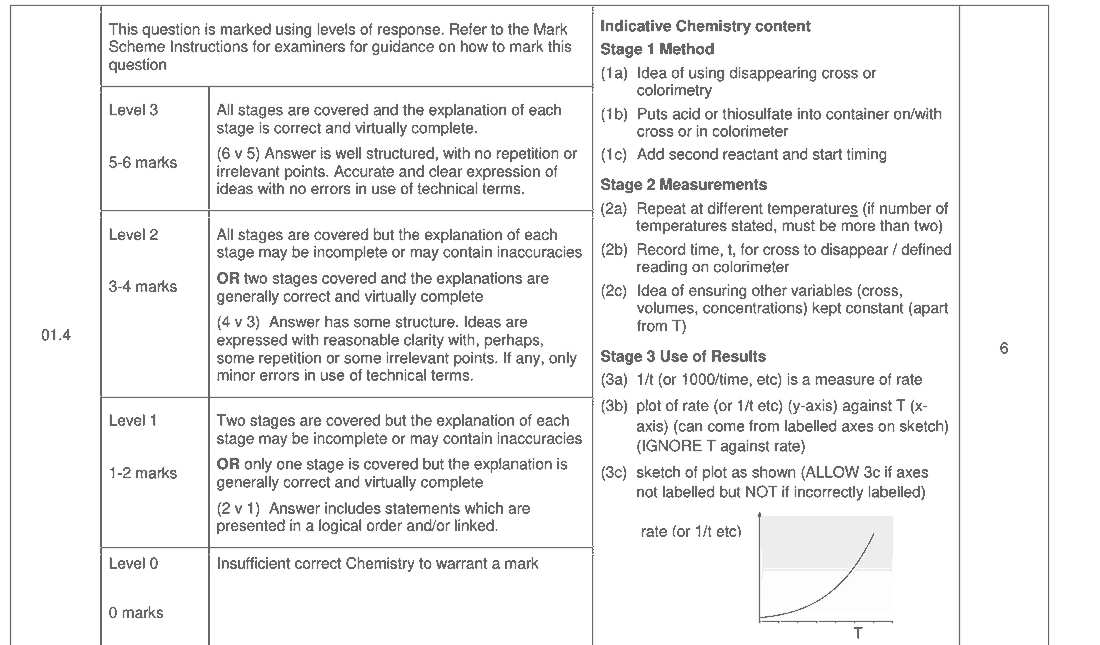 01.4
This question is marked using levels of response. Refer to the Mark
Scheme Instructions for examiners for guidance on how to mark this
question
Level 3
5-6 marks
All stages are covered and the explanation of each
stage is correct and virtually complete.
(6 v 5) Answer is well structured, with no repetition or
irrelevant points. Accurate and clear expression of
ideas with no errors in use of technical terms.
Level 2
3-4 marks
All stages are covered but the explanation of each
stage may be incomplete or may contain inaccuracies
OR two stages covered and the explanations are
generally correct and virtually complete
(4 v 3) Answer has some structure. Ideas are
expressed with reasonable clarity with, perhaps,
some repetition or some irrelevant points. If any, only
minor errors in use of technical terms.
Level 1
1-2 marks
Two stages are covered but the explanation of each
stage may be incomplete or may contain inaccuracies
OR only one stage is covered but the explanation is
generally correct and virtually complete
(2 v 1) Answer includes statements which are
presented in a logical order and/or linked.
Level 0
0 marks
Insufficient correct Chemistry to warrant a mark
Indicative Chemistry content
Stage 1 Method
(1a) Idea of using disappearing cross or
colorimetry
(1b) Puts acid or thiosulfate into container on/with
cross or in colorimeter
(1c) Add second reactant and start timing
Stage 2 Measurements
(2a) Repeat at different temperatures (if number of
temperatures stated, must be more than two)
(2b) Record time, t, for cross to disappear / defined
reading on colorimeter
(2c) Idea of ensuring other variables (cross,
volumes, concentrations) kept constant (apart
from T)
Stage 3 Use of Results
(3a) 1/t (or 1000/time, etc) is a measure of rate
(3b) plot of rate (or 1/t etc) (y-axis) against T (x-
axis) (can come from labelled axes on sketch)
(IGNORE T against rate)
(3c) sketch of plot as shown (ALLOW 3c if axes
not labelled but NOT if incorrectly labelled)
rate (or 1/t etc)
T
6